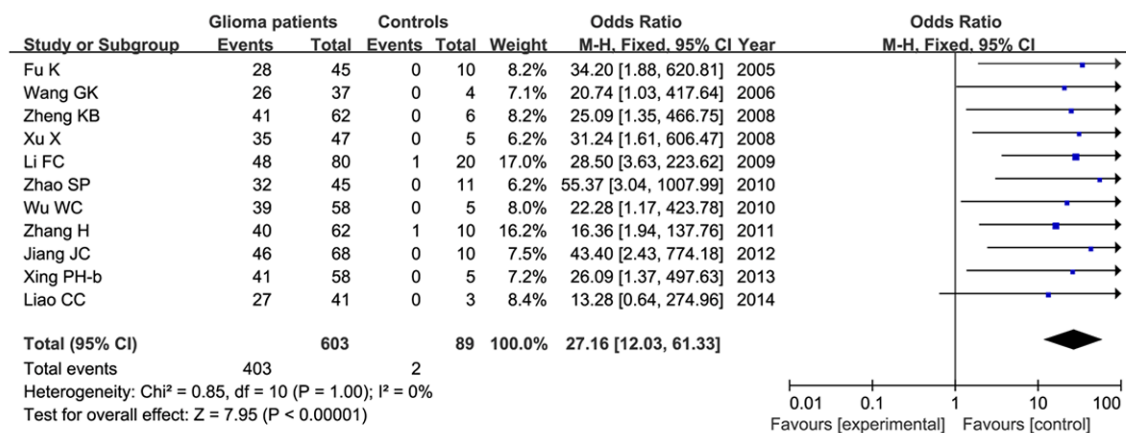 Glioma patients Controls Odds Ratio Odds Ratio
Study or Subgroup Events Total Events Total Weight M-H, Fixed, 95% CI Year M-H, Fixed, 95% CI
Fu K 28 45 0 10 8.2% 34.20 [1.88, 620.81] 2005
Wang GK 26 37 0 4 7.1% 20.74 [1.03, 417.64] 2006
Zheng KB 41 62 0 6 8.2% 25.09 [1.35, 466.75] 2008
Xu X 35 47 0 5 6.2% 31.24 [1.61, 606.47] 2008
Li FC 48 80 1 20 17.0% 28.50 [3.63, 223.62] 2009
Zhao SP 32 45 0 11 6.2% 55.37 [3.04, 1007.99] 2010
Wu WC 39 58 0 5 8.0% 22.28 [1.17, 423.78] 2010
Zhang H 40 62 1 10 16.2% 16.36 [1.94, 137.76] 2011
Jiang JC 46 68 0 10 7.5% 43.40 [2.43, 774.18] 2012
Xing PH-b 41 58 0 5 7.2% 26.09 [1.37, 497.63] 2013
Liao CC 27 41 0 3 8.4% 13.28 [0.64, 274.96] 2014
Total (95% CI) 603 89 100.0% 27.16 [12.03, 61.33]
Total events 403 2
Heterogeneity: Chi² = 0.85, df = 10 (P = 1.00); I² = 0%
Test for overall effect: Z = 7.95 (P < 0.00001)
0.01 0.1 1 10 100
Favours [experimental] Favours [control]